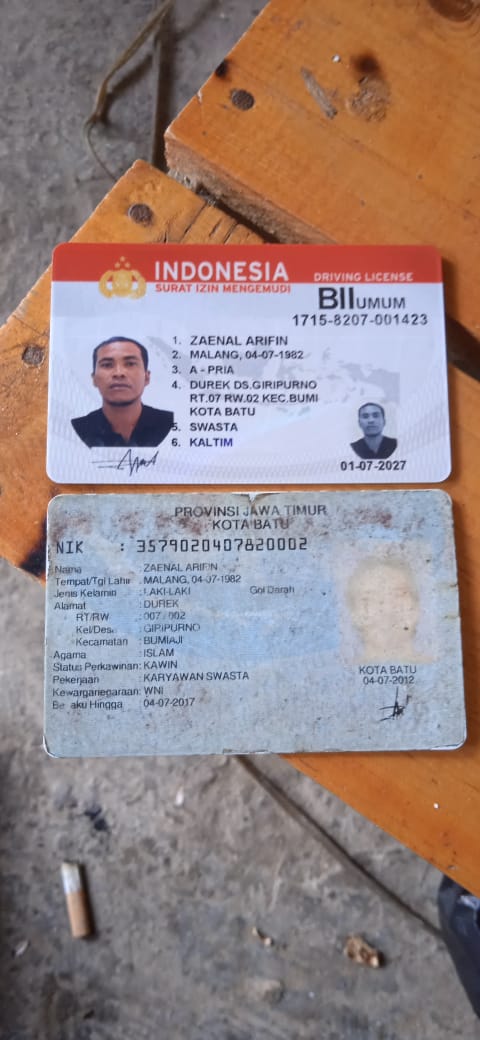 INDONESIA
SURAT IZIN MENGEMUDI
DRIVING LICENSE
BII UMUM
1715-8207-001423
1. ZAENAL ARIFIN
2. MALANG, 04-07-1982
3. A - PRIA
4. DUREK DS.GIRIPURNO
RT.07 RW.02 KEC.BUMI
KOTA BATU
5. SWASTA
6. KALTIM
01-07-2027
PROVINSI JAWA TIMUR
KOTA BATU
NIK : 3579020407820002
Nama : ZAENAL ARIFIN
Tempat/Tgl Lahir : MALANG, 04-07-1982
Jenis Kelamin : LAKI-LAKI Gol Darah
Alamat : DUREK
RT/RW : 007/002
Kel/Desa : GIRIPURNO
Kecamatan : BUMIAJI
Agama : ISLAM
Status Perkawinan: KAWIN
Pekerjaan : KARYAWAN SWASTA
Kewarganegaraan: WNI
Berlaku Hingga : 04-07-2017
KOTA BATU
04-07-2012